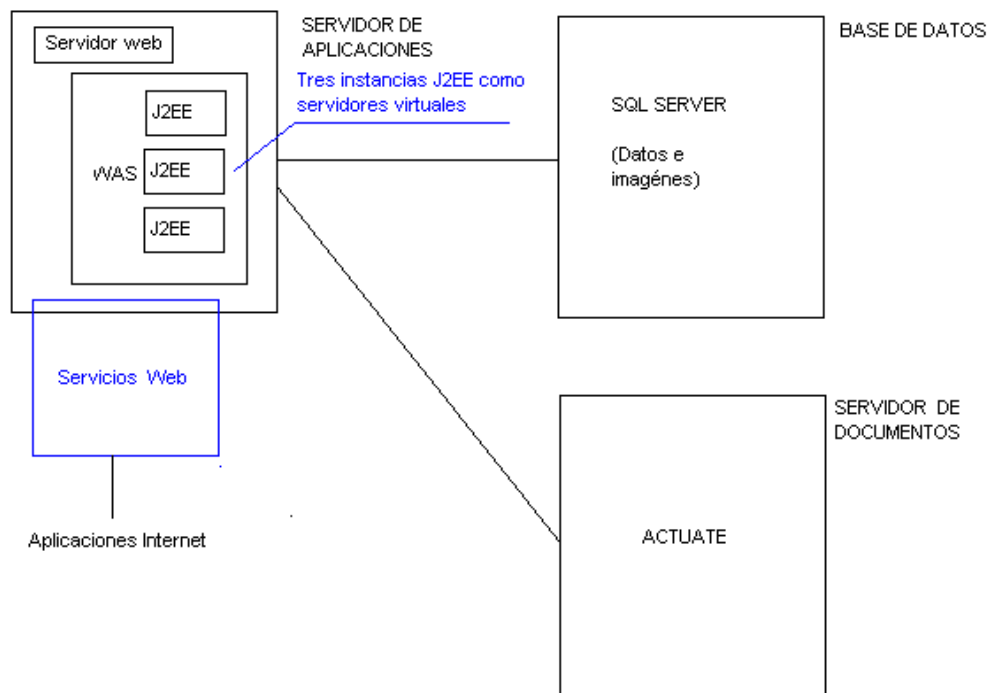 Servidor web
SERVIDOR DE
APLICACIONES
Tres instancias J2EE como
servidores virtuales
J2EE
WAS
J2EE
J2EE
BASE DE DATOS
SQL SERVER
(Datos e
imagénes)
Servicios Web
Aplicaciones Internet
SERVIDOR DE
DOCUMENTOS
ACTUATE